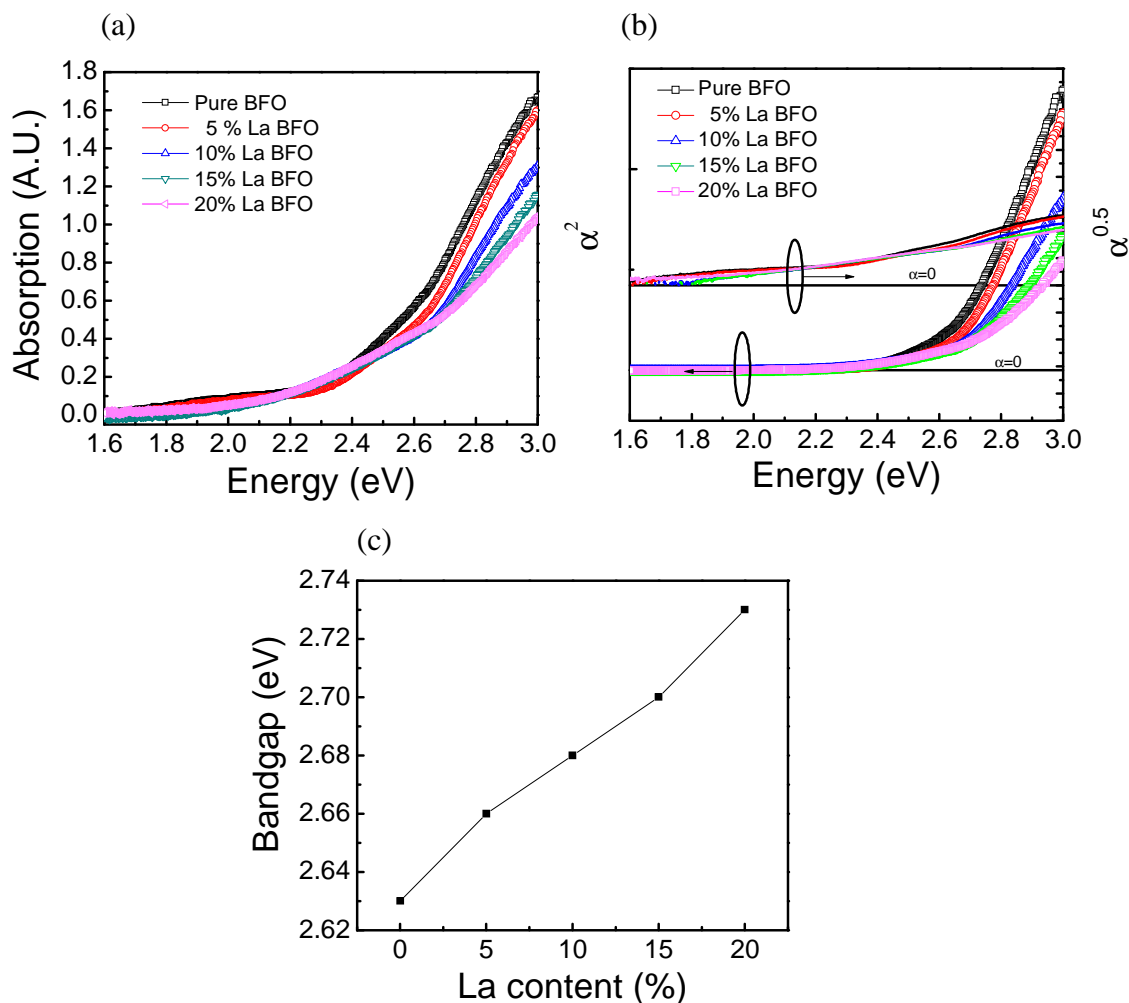 (a)
Absorption (A.U.)
1.8
1.6
1.4
1.2
1.0
0.8
0.6
0.4
0.2
0.0
Pure BFO
5 % La BFO
10% La BFO
15% La BFO
20% La BFO
1.6 1.8 2.0 2.2 2.4 2.6 2.8 3.0
Energy (eV)
(b)
α²
Pure BFO
5% La BFO
10% La BFO
15% La BFO
20% La BFO
α=0
α=0
α^0.5
1.6 1.8 2.0 2.2 2.4 2.6 2.8 3.0
Energy (eV)
(c)
Bandgap (eV)
2.74
2.72
2.70
2.68
2.66
2.64
2.62
0 5 10 15 20
La content (%)